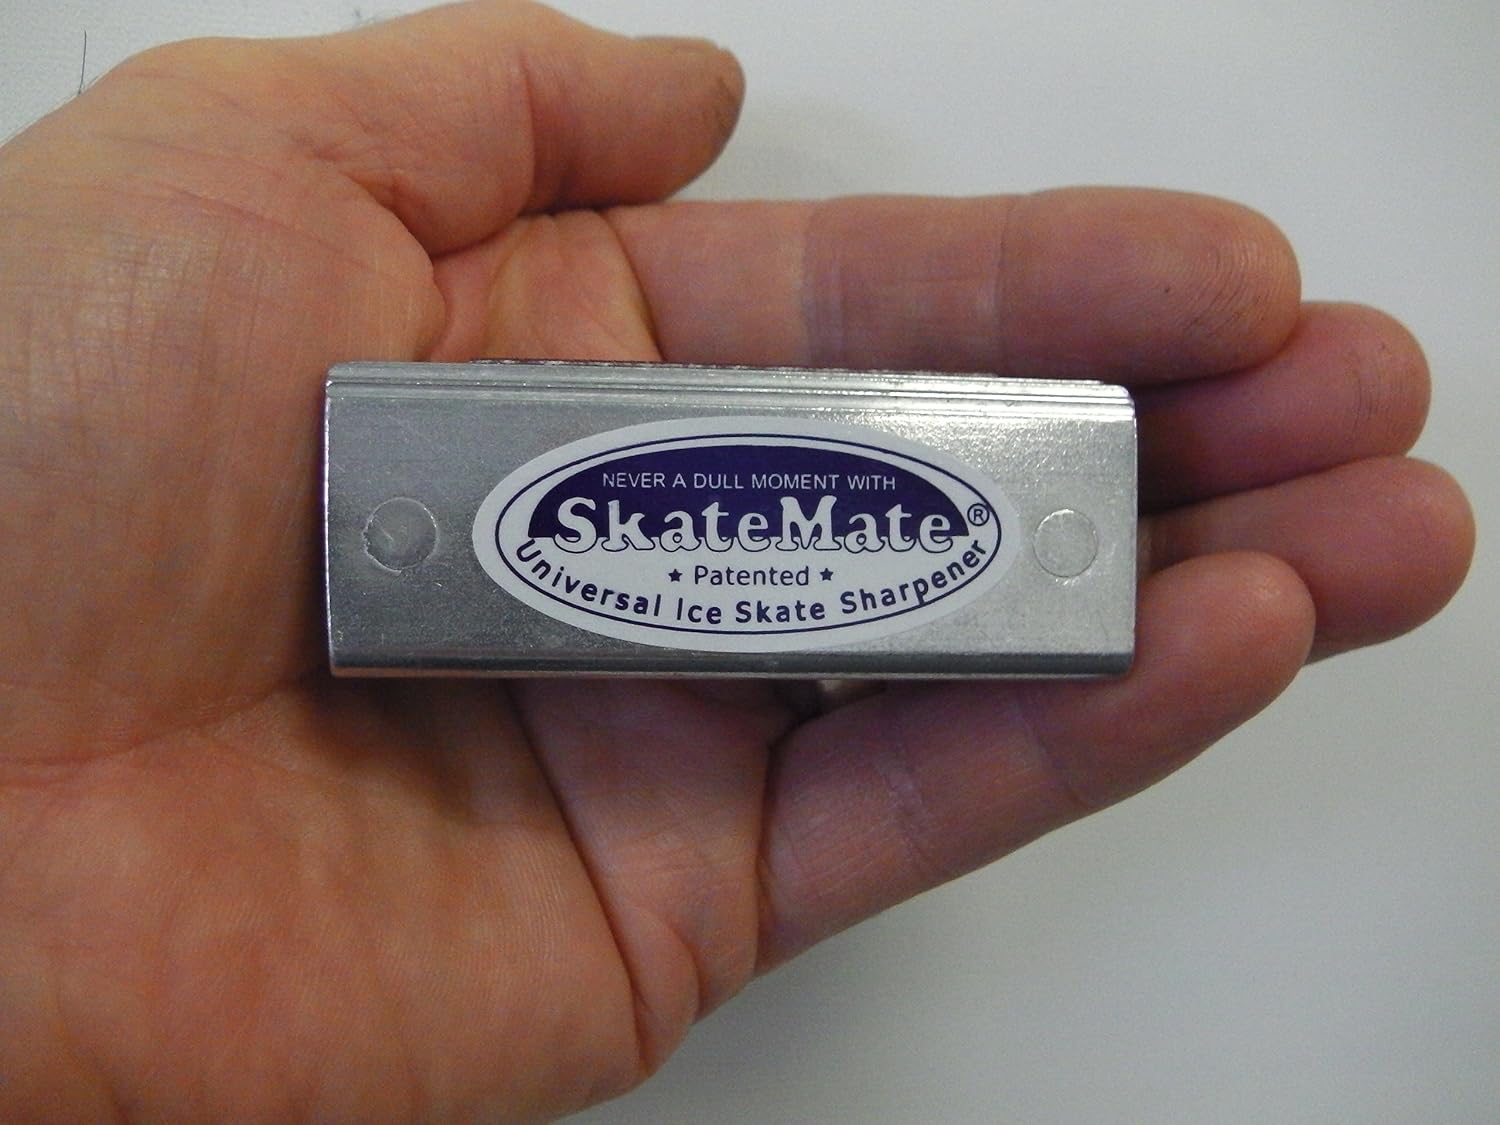 NEVER A DULL MOMENT WITH
SkateMate®
★ Patented ★
Universal Ice Skate Sharpener